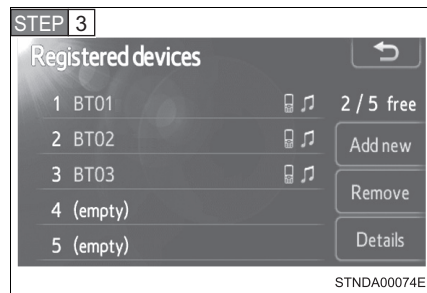 STEP 3
Registered devices
1 BT01 2 / 5 free
2 BT02 Add new
3 BT03
Remove
4 (empty)
5 (empty) Details
STNDA00074E